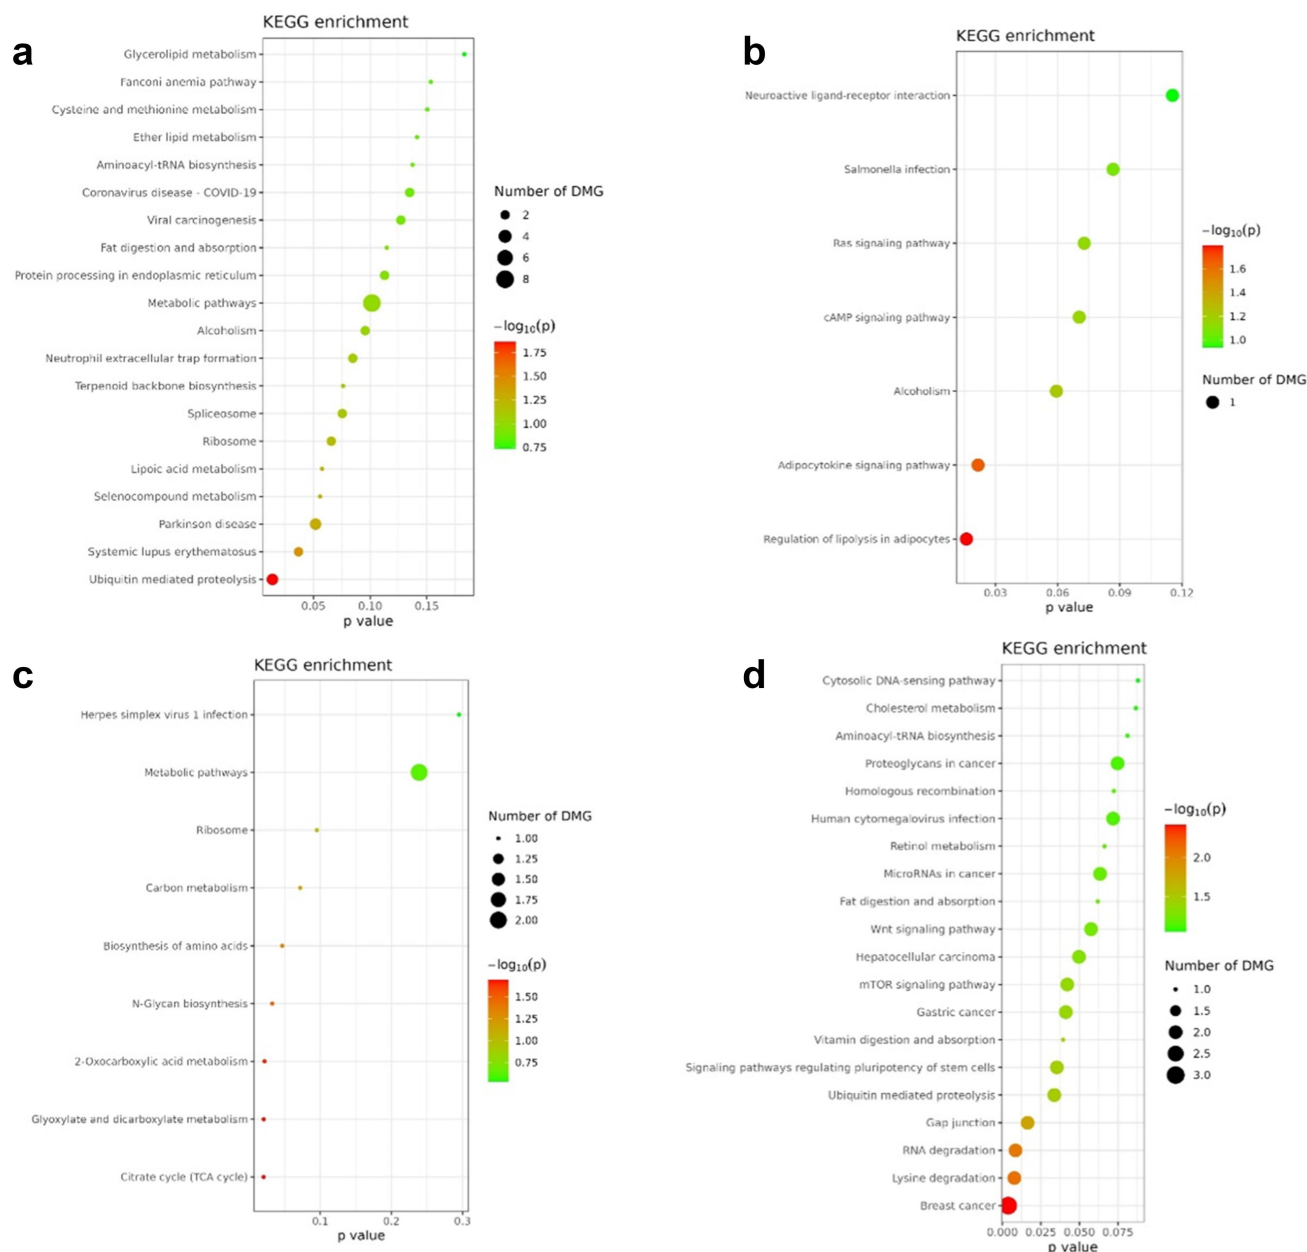 a
KEGG enrichment
Glycerolipid metabolism
Fanconi anemia pathway
Cysteine and methionine metabolism
Ether lipid metabolism
Aminoacyl-tRNA biosynthesis
Coronavirus disease - COVID-19
Viral carcinogenesis
Fat digestion and absorption
Protein processing in endoplasmic reticulum
Metabolic pathways
Alcoholism
Neutrophil extracellular trap formation
Terpenoid backbone biosynthesis
Spliceosome
Ribosome
Lipoic acid metabolism
Selenocompound metabolism
Parkinson disease
Systemic lupus erythematosus
Ubiquitin mediated proteolysis
0.05 0.10 0.15
p value
Number of DMG
2
4
6
8
−log10(p)
1.75
1.50
1.25
1.00
0.75
b
KEGG enrichment
Neuroactive ligand-receptor interaction
Salmonella infection
Ras signaling pathway
cAMP signaling pathway
Alcoholism
Adipocytokine signaling pathway
Regulation of lipolysis in adipocytes
0.03 0.06 0.09 0.12
p value
−log10(p)
1.6
1.4
1.2
1.0
Number of DMG
1
c
KEGG enrichment
Herpes simplex virus 1 infection
Metabolic pathways
Ribosome
Carbon metabolism
Biosynthesis of amino acids
N-Glycan biosynthesis
2-Oxocarboxylic acid metabolism
Glyoxylate and dicarboxylate metabolism
Citrate cycle (TCA cycle)
0.1 0.2 0.3
p value
Number of DMG
1.00
1.25
1.50
1.75
2.00
−log10(p)
1.50
1.25
1.00
0.75
d
KEGG enrichment
Cytosolic DNA-sensing pathway
Cholesterol metabolism
Aminoacyl-tRNA biosynthesis
Proteoglycans in cancer
Homologous recombination
Human cytomegalovirus infection
Retinol metabolism
MicroRNAs in cancer
Fat digestion and absorption
Wnt signaling pathway
Hepatocellular carcinoma
mTOR signaling pathway
Gastric cancer
Vitamin digestion and absorption
Signaling pathways regulating pluripotency of stem cells
Ubiquitin mediated proteolysis
Gap junction
RNA degradation
Lysine degradation
Breast cancer
0.000 0.025 0.050 0.075
p value
−log10(p)
2.0
1.5
Number of DMG
1.0
1.5
2.0
2.5
3.0